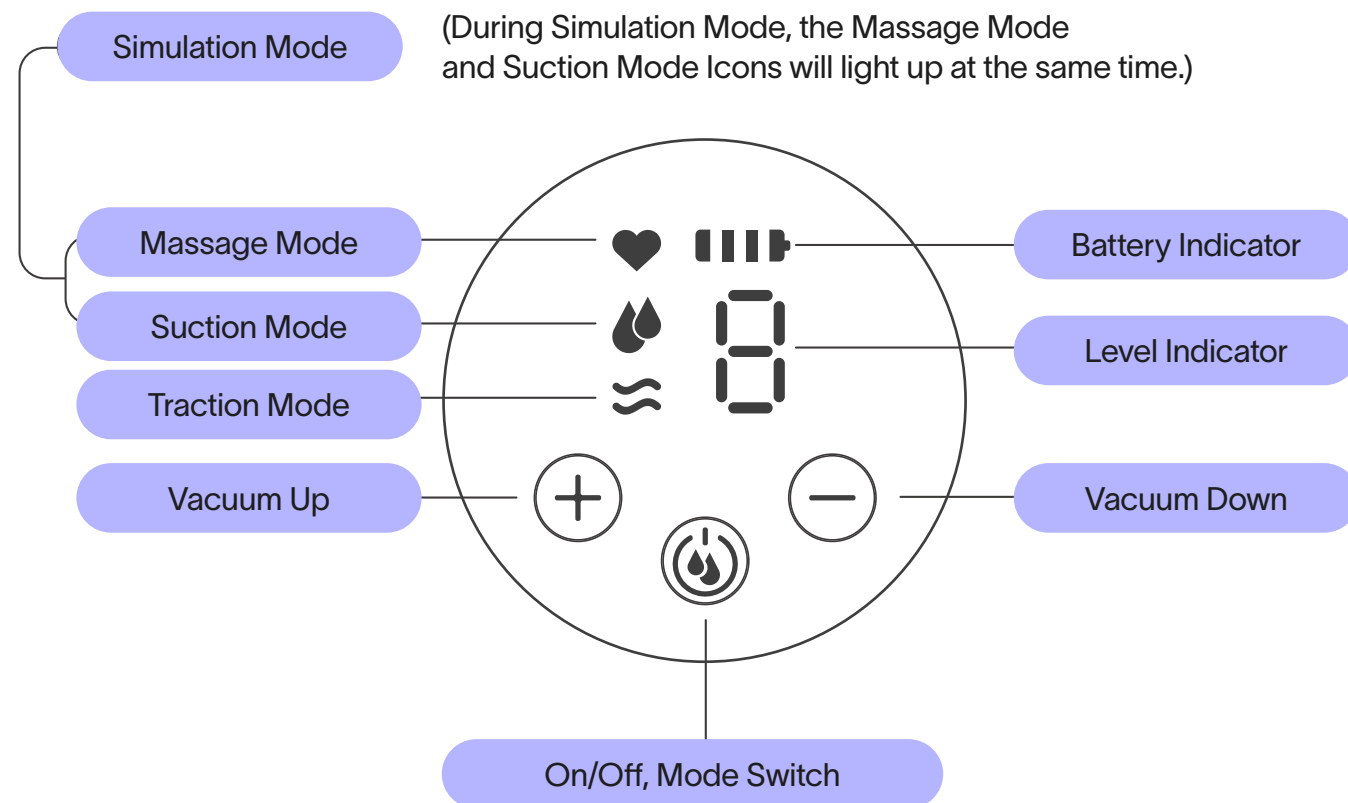 Simulation Mode
(During Simulation Mode, the Massage Mode
and Suction Mode Icons will light up at the same time.)
Massage Mode
Battery Indicator
Suction Mode
Level Indicator
Traction Mode
Vacuum Up
Vacuum Down
On/Off, Mode Switch